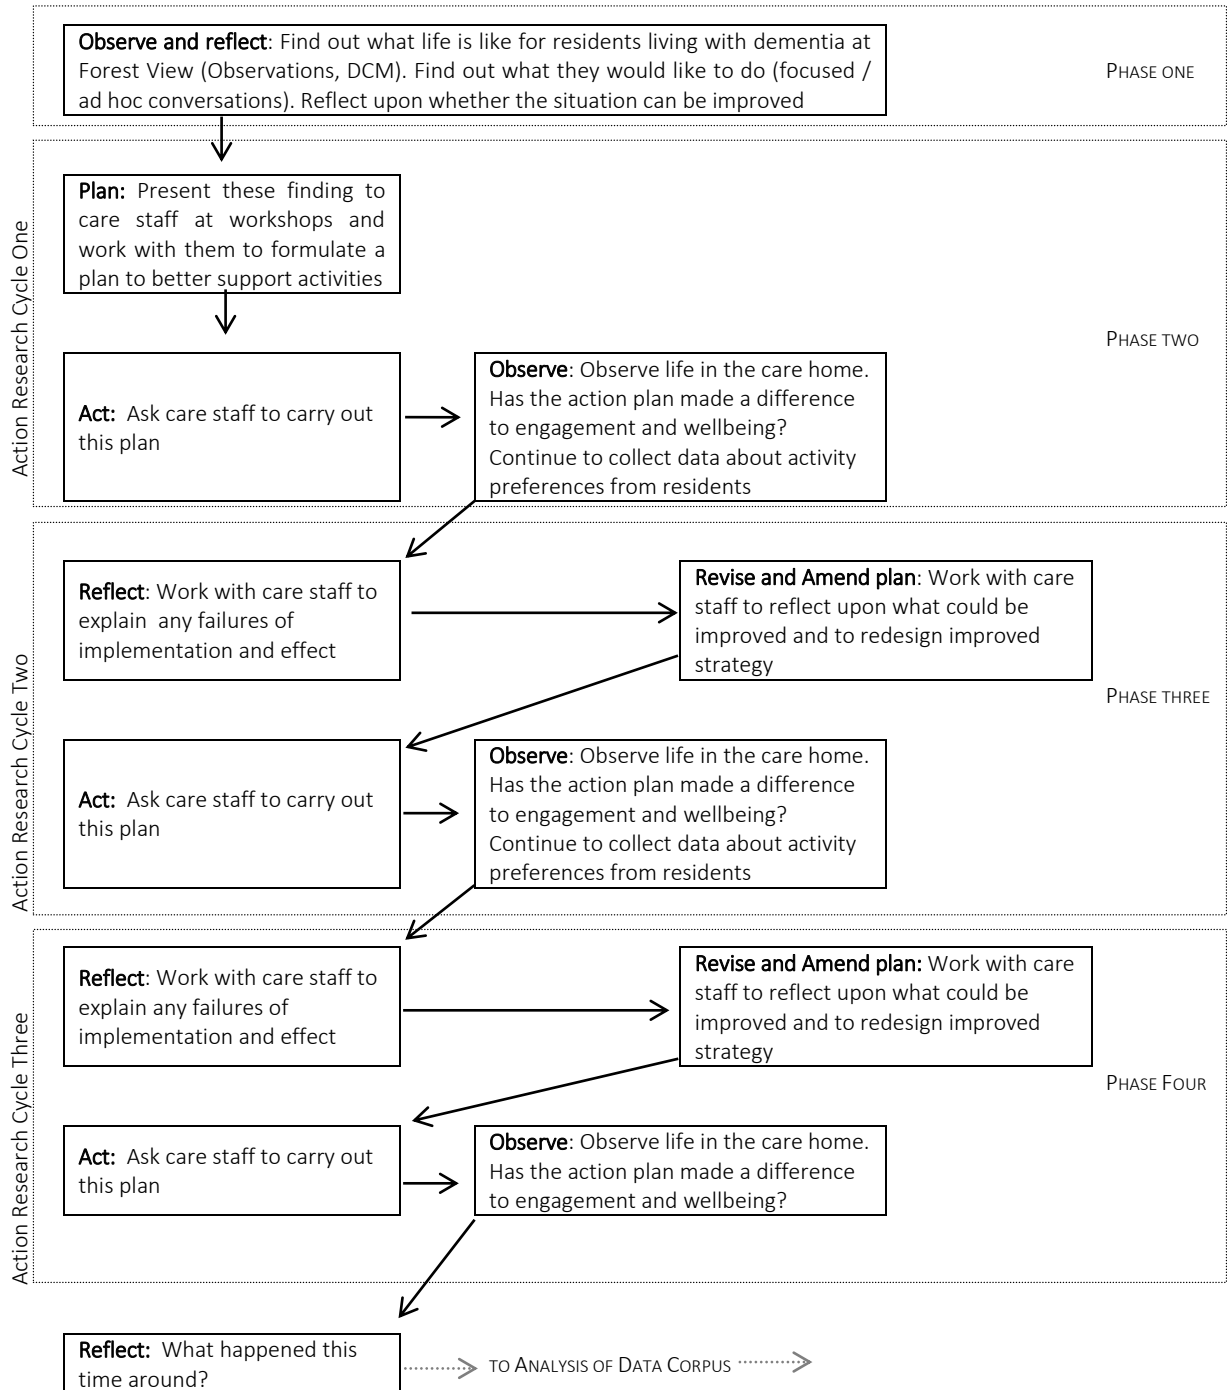 Observe and reflect: Find out what life is like for residents living with dementia at
Forest View (Observations, DCM). Find out what they would like to do (focused /
ad hoc conversations). Reflect upon whether the situation can be improved
PHASE ONE
Action Research Cycle One
Plan: Present these finding to
care staff at workshops and
work with them to formulate a
plan to better support activities
PHASE TWO
Act: Ask care staff to carry out
this plan
Observe: Observe life in the care home.
Has the action plan made a difference
to engagement and wellbeing?
Continue to collect data about activity
preferences from residents
Action Research Cycle Two
Reflect: Work with care staff to
explain any failures of
implementation and effect
Revise and Amend plan: Work with care
staff to reflect upon what could be
improved and to redesign improved
strategy
PHASE THREE
Act: Ask care staff to carry out
this plan
Observe: Observe life in the care home.
Has the action plan made a difference
to engagement and wellbeing?
Continue to collect data about activity
preferences from residents
Action Research Cycle Three
Reflect: Work with care staff to
explain any failures of
implementation and effect
Revise and Amend plan: Work with care
staff to reflect upon what could be
improved and to redesign improved
strategy
PHASE FOUR
Act: Ask care staff to carry out
this plan
Observe: Observe life in the care home.
Has the action plan made a difference
to engagement and wellbeing?
Reflect: What happened this
time around?
TO ANALYSIS OF DATA CORPUS